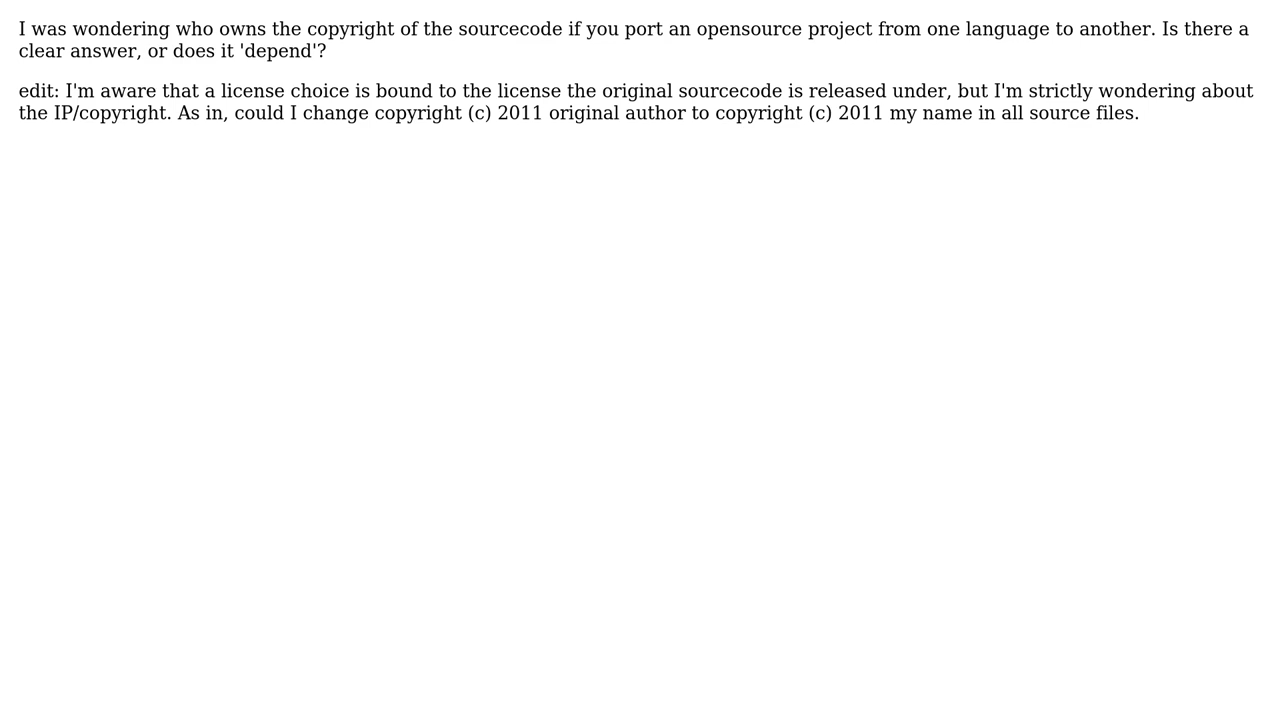 I was wondering who owns the copyright of the sourcecode if you port an opensource project from one language to another. Is there a
clear answer, or does it 'depend'?
edit: I'm aware that a license choice is bound to the license the original sourcecode is released under, but I'm strictly wondering about
the IP/copyright. As in, could I change copyright (c) 2011 original author to copyright (c) 2011 my name in all source files.